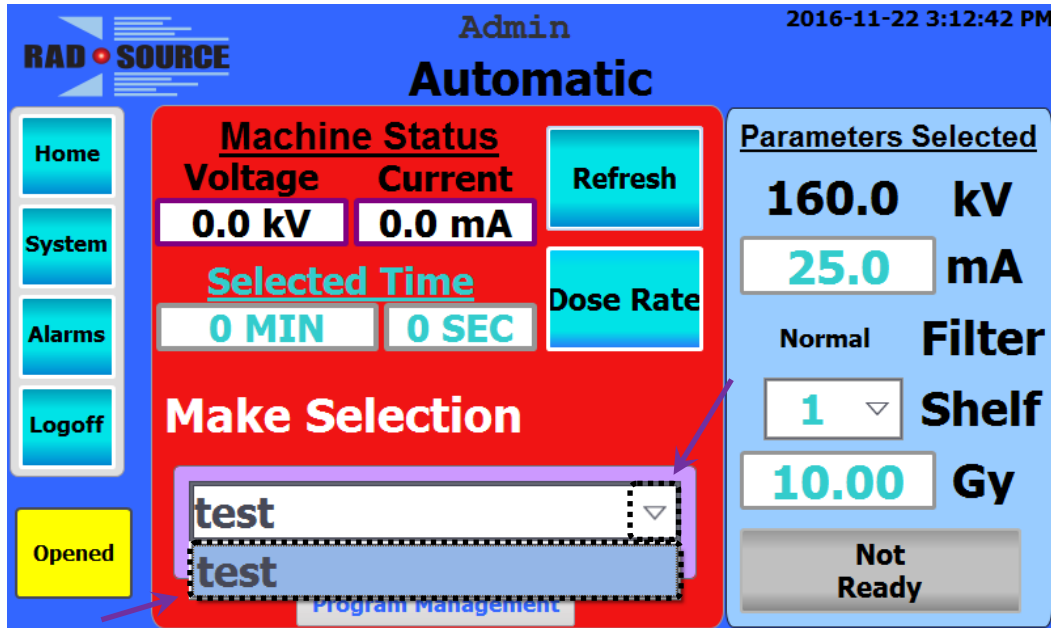 RAD SOURCE
Admin
2016-11-22 3:12:42 PM
Automatic
Home
System
Alarms
Logoff
Opened
Machine Status
Voltage Current
0.0 kV 0.0 mA
Refresh
Selected Time
0 MIN 0 SEC
Dose Rate
Make Selection
test
test
Program Management
Parameters Selected
160.0 kV
25.0 mA
Normal Filter
1 Shelf
10.00 Gy
Not
Ready